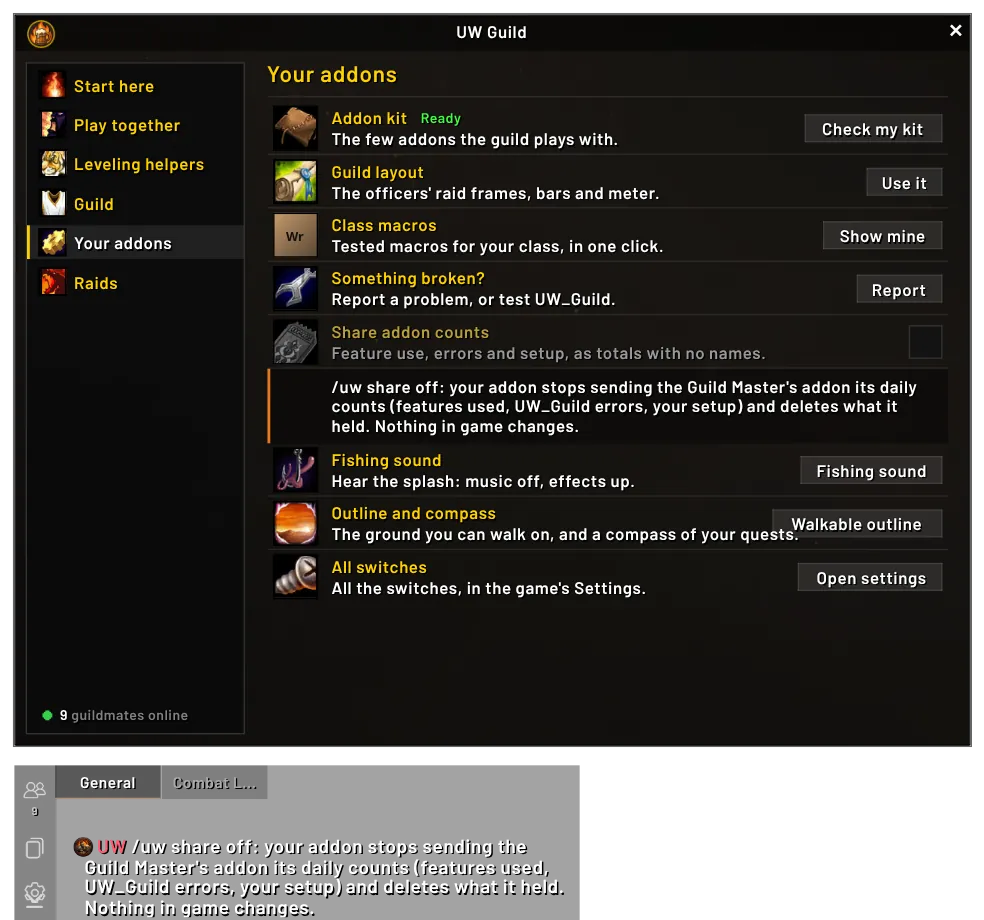 UW Guild
Start here
Play together
Leveling helpers
Guild
Your addons
Raids
9 guildmates online
Your addons
Addon kit Ready
The few addons the guild plays with.
Check my kit
Guild layout
The officers' raid frames, bars and meter.
Use it
Wr
Class macros
Tested macros for your class, in one click.
Show mine
Something broken?
Report a problem, or test UW_Guild.
Report
Share addon counts
Feature use, errors and setup, as totals with no names.
/uw share off: your addon stops sending the Guild Master's addon its daily
counts (features used, UW_Guild errors, your setup) and deletes what it
held. Nothing in game changes.
Fishing sound
Hear the splash: music off, effects up.
Fishing sound
Outline and compass
The ground you can walk on, and a compass of your quests.
Walkable outline
All switches
All the switches, in the game's Settings.
Open settings
General
Combat L...
9
UW /uw share off: your addon stops sending the
Guild Master's addon its daily counts (features used,
UW_Guild errors, your setup) and deletes what it held.
Nothing in game changes.